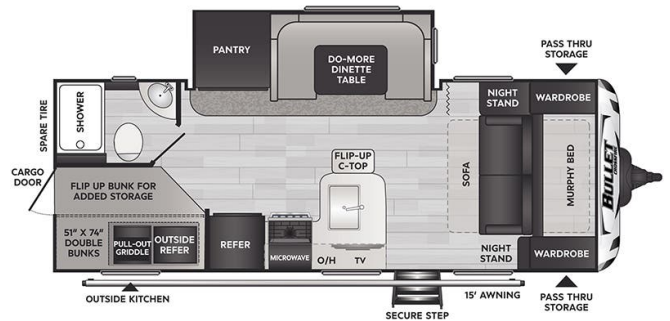 PASS THRU
STORAGE
PANTRY
DO-MORE
DINETTE
TABLE
NIGHT
STAND
WARDROBE
SPARE TIRE
SHOWER
CARGO
DOOR
FLIP UP BUNK FOR
ADDED STORAGE
FLIP-UP
C-TOP
SOFA
MURPHY BED
BULLET
51" X 74"
DOUBLE
BUNKS
PULL-OUT
GRIDDLE
OUTSIDE
REFER
REFER
MICROWAVE
O/H
TV
NIGHT
STAND
WARDROBE
OUTSIDE KITCHEN
SECURE STEP
15' AWNING
PASS THRU
STORAGE